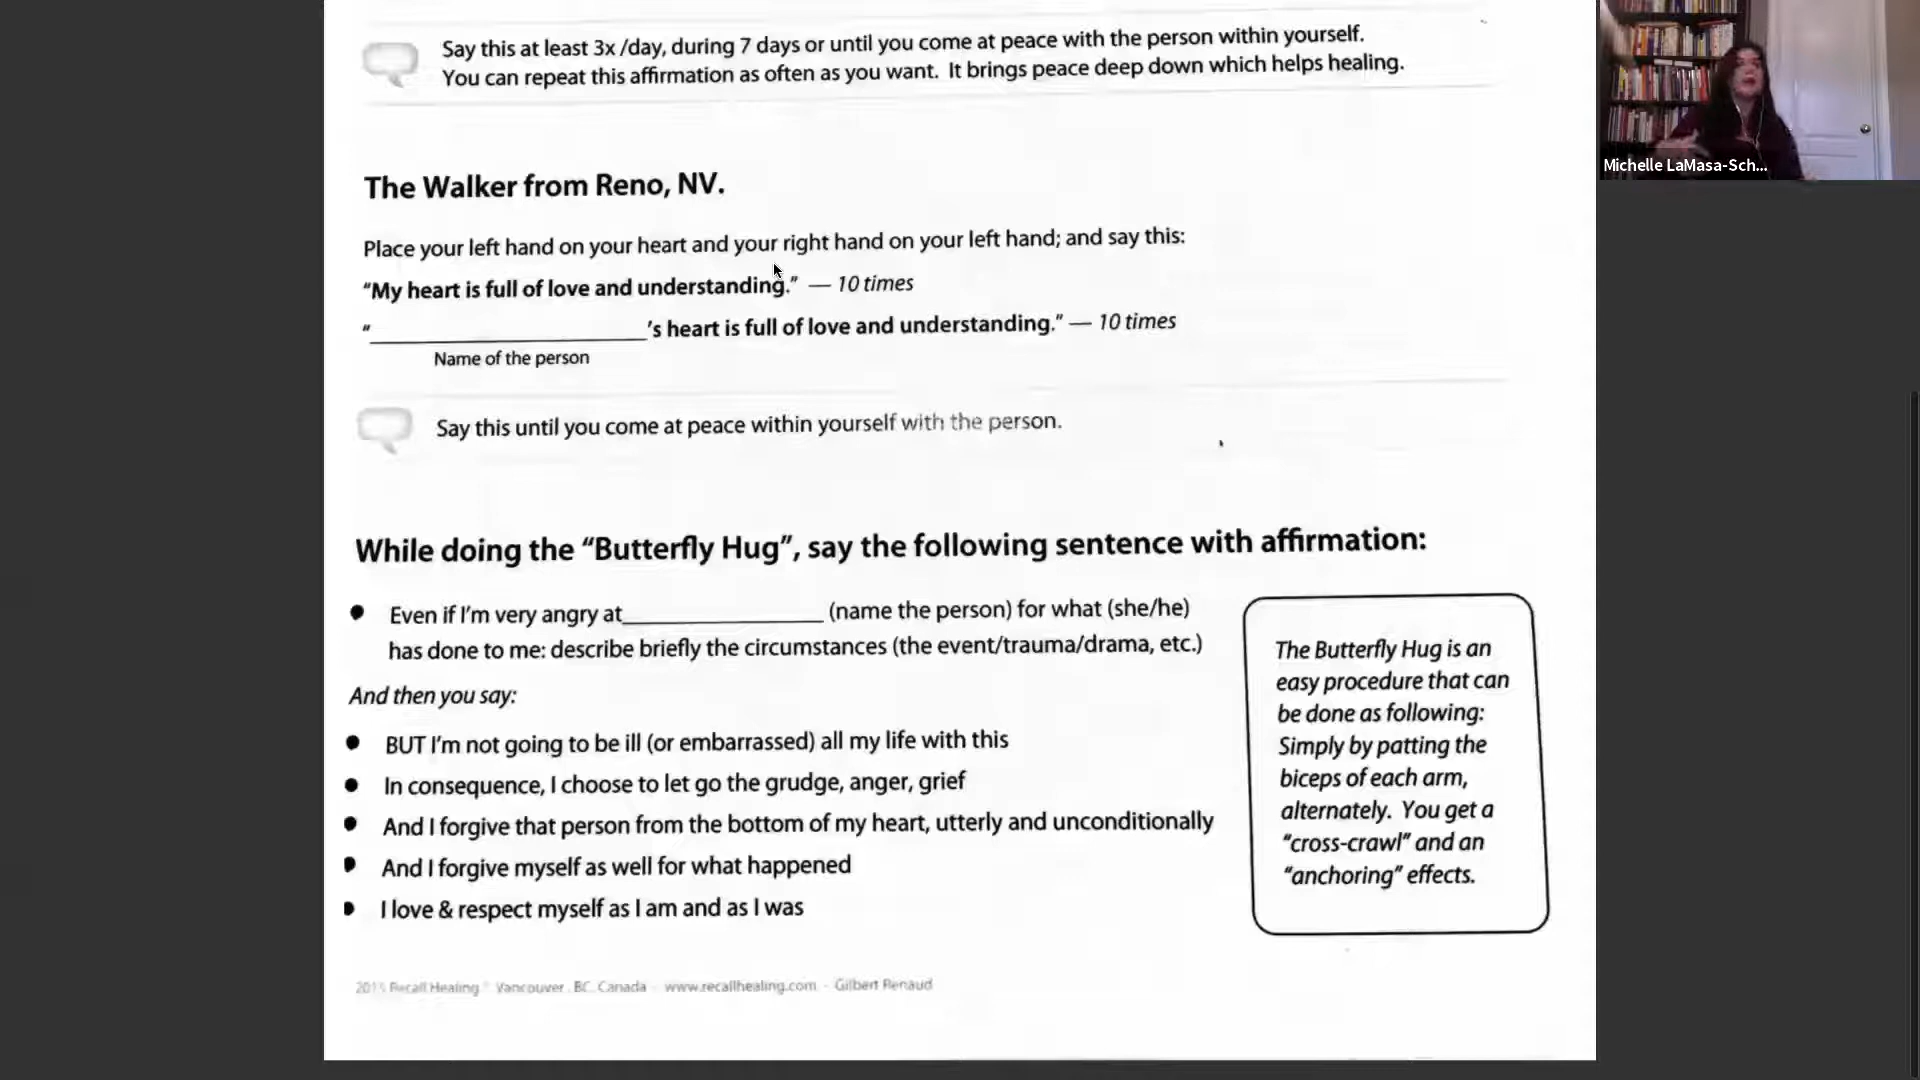 Say this at least 3x /day, during 7 days or until you come at peace with the person within yourself.
You can repeat this affirmation as often as you want. It brings peace deep down which helps healing.
Michelle LaMasa-Sch...
The Walker from Reno, NV.
Place your left hand on your heart and your right hand on your left hand; and say this:
“My heart is full of love and understanding.” — 10 times
“____________________'s heart is full of love and understanding.” — 10 times
Name of the person
Say this until you come at peace within yourself with the person.
While doing the “Butterfly Hug”, say the following sentence with affirmation:
• Even if I'm very angry at_______________ (name the person) for what (she/he)
has done to me: describe briefly the circumstances (the event/trauma/drama, etc.)
And then you say:
• BUT I'm not going to be ill (or embarrassed) all my life with this
• In consequence, I choose to let go the grudge, anger, grief
• And I forgive that person from the bottom of my heart, utterly and unconditionally
• And I forgive myself as well for what happened
• I love & respect myself as I am and as I was
The Butterfly Hug is an
easy procedure that can
be done as following:
Simply by patting the
biceps of each arm,
alternately. You get a
“cross-crawl” and an
“anchoring” effects.
Recall Healing Vancouver, BC, Canada - www.recallhealing.com - Gilbert Renaud